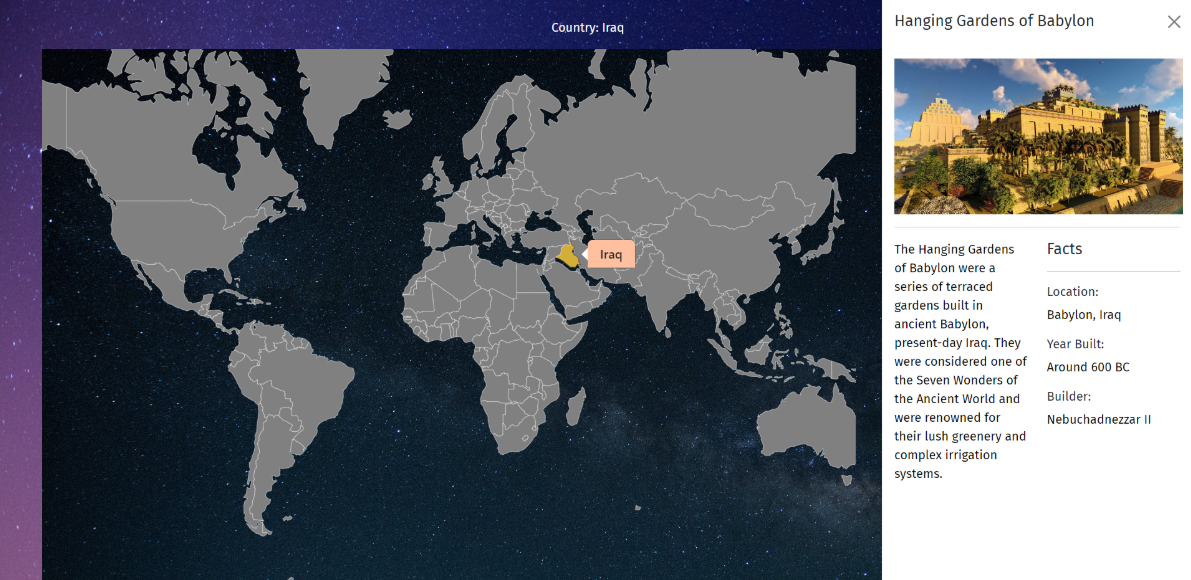 Country: Iraq
Iraq
Hanging Gardens of Babylon
The Hanging Gardens
of Babylon were a
series of terraced
gardens built in
ancient Babylon,
present-day Iraq. They
were considered one of
the Seven Wonders of
the Ancient World and
were renowned for
their lush greenery and
complex irrigation
systems.
Facts
Location:
Babylon, Iraq
Year Built:
Around 600 BC
Builder:
Nebuchadnezzar II